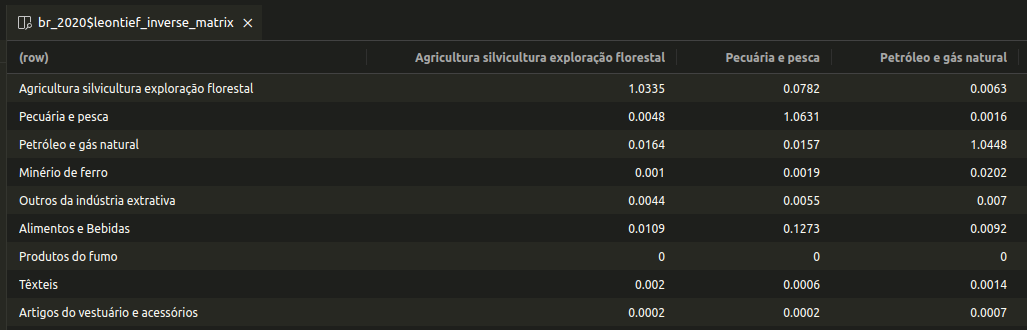 br_2020$leontief_inverse_matrix
(row) Agricultura silvicultura exploração florestal Pecuária e pesca Petróleo e gás natural
Agricultura silvicultura exploração florestal 1.0335 0.0782 0.0063
Pecuária e pesca 0.0048 1.0631 0.0016
Petróleo e gás natural 0.0164 0.0157 1.0448
Minério de ferro 0.001 0.0019 0.0202
Outros da indústria extrativa 0.0044 0.0055 0.007
Alimentos e Bebidas 0.0109 0.1273 0.0092
Produtos do fumo 0 0 0
Têxteis 0.002 0.0006 0.0014
Artigos do vestuário e acessórios 0.0002 0.0002 0.0007